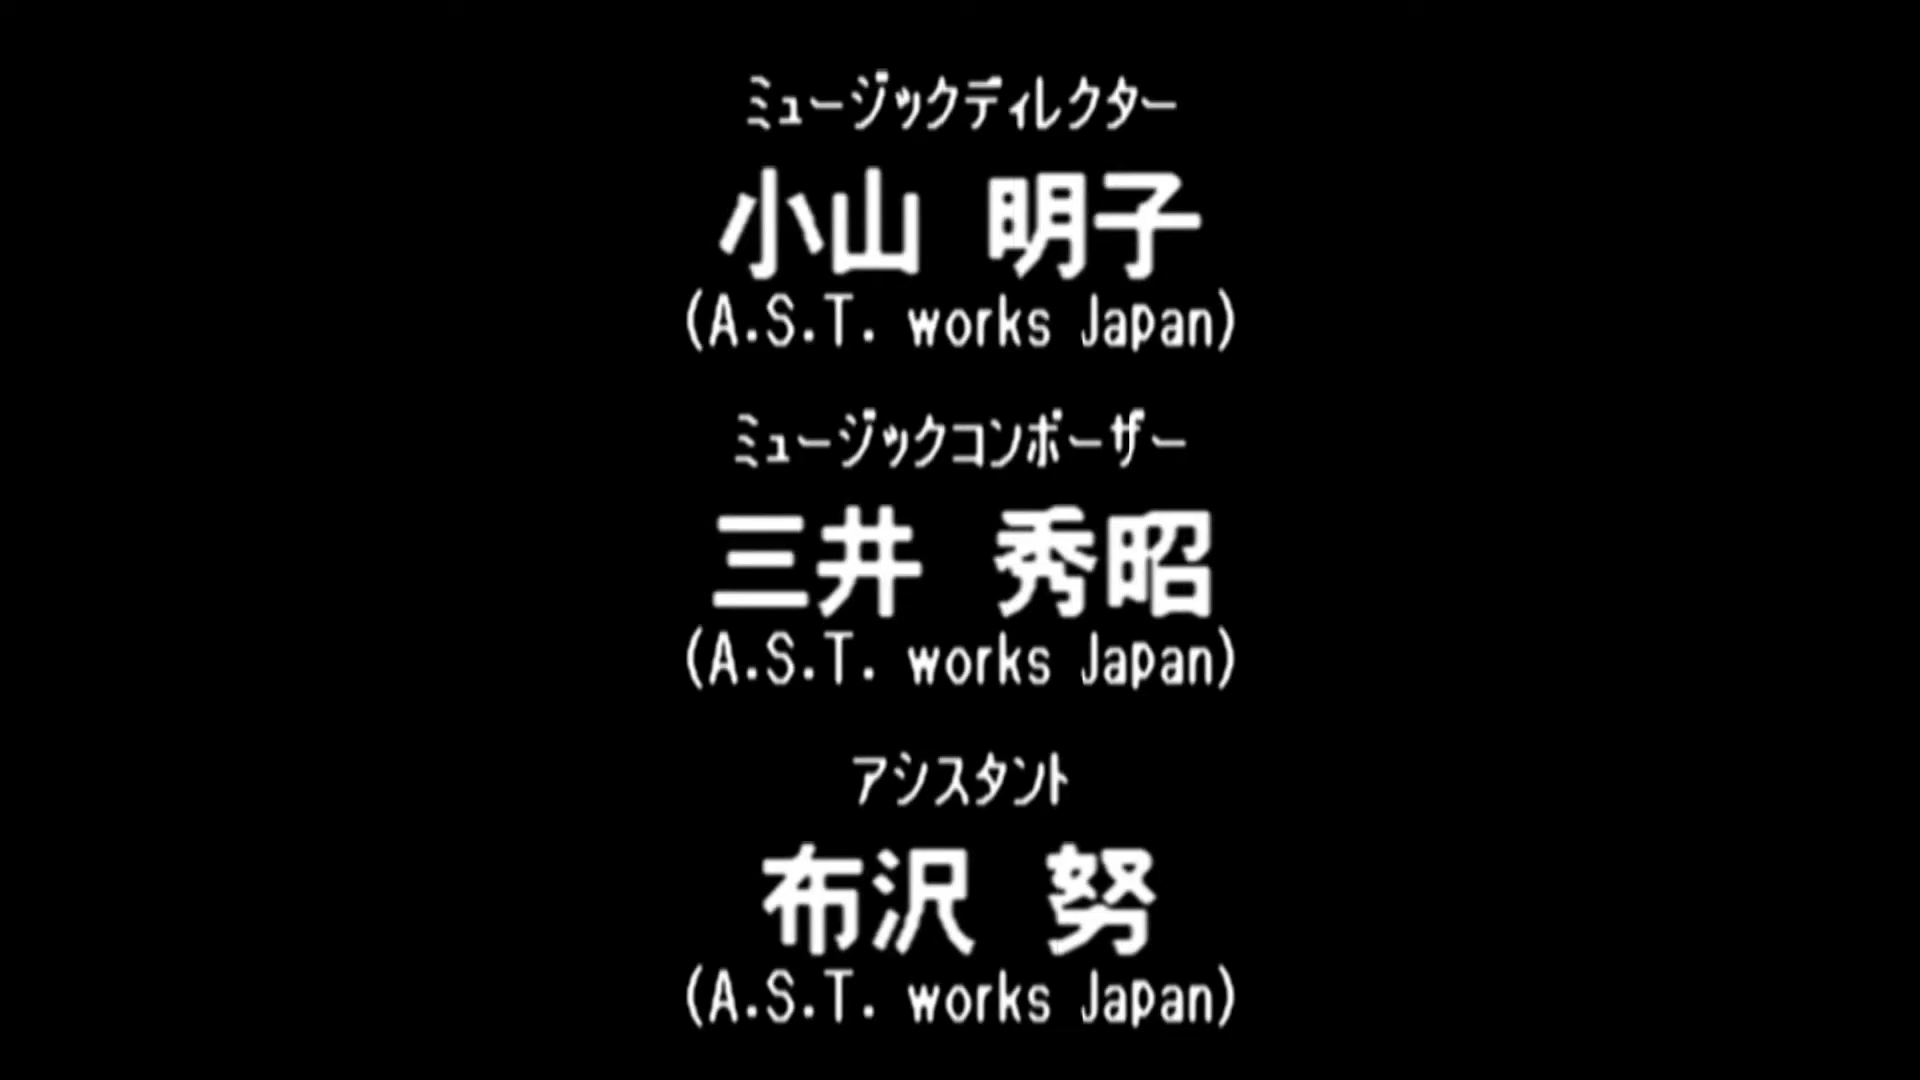 ミュージックディレクター
小山 明子
(A.S.T. works Japan)
ミュージックコンポーザー
三井 秀昭
(A.S.T. works Japan)
アシスタント
布沢 努
(A.S.T. works Japan)